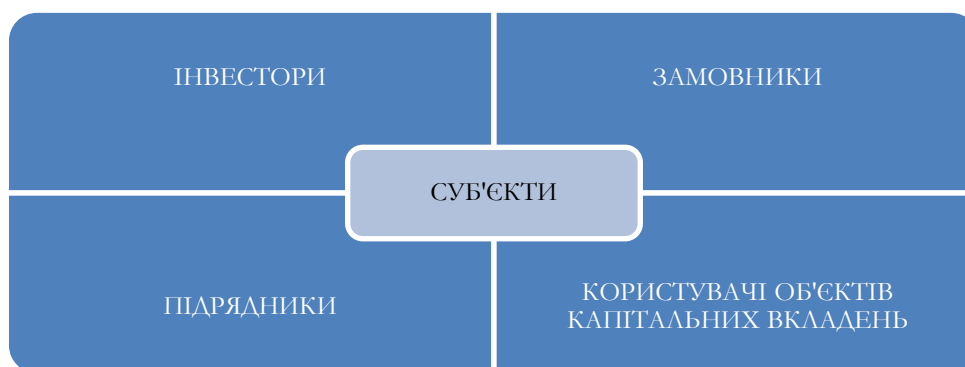 ІНВЕСТОРИ
ЗАМОВНИКИ
СУБ'ЄКТИ
ПІДРЯДНИКИ
КОРИСТУВАЧІ ОБ'ЄКТІВ
КАПІТАЛЬНИХ ВКЛАДЕНЬ